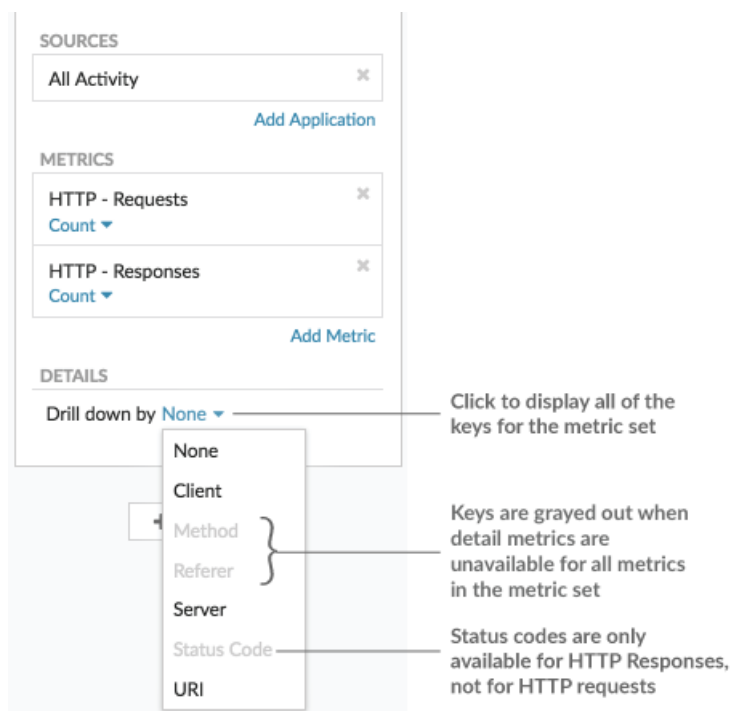 SOURCES
All Activity
Add Application
METRICS
HTTP - Requests
Count
HTTP - Responses
Count
Add Metric
DETAILS
Drill down by None
Click to display all of the
keys for the metric set
None
Client
Method
Referer
Keys are grayed out when
detail metrics are
unavailable for all metrics
in the metric set
Server
Status Code
Status codes are only
available for HTTP Responses,
not for HTTP requests
URI